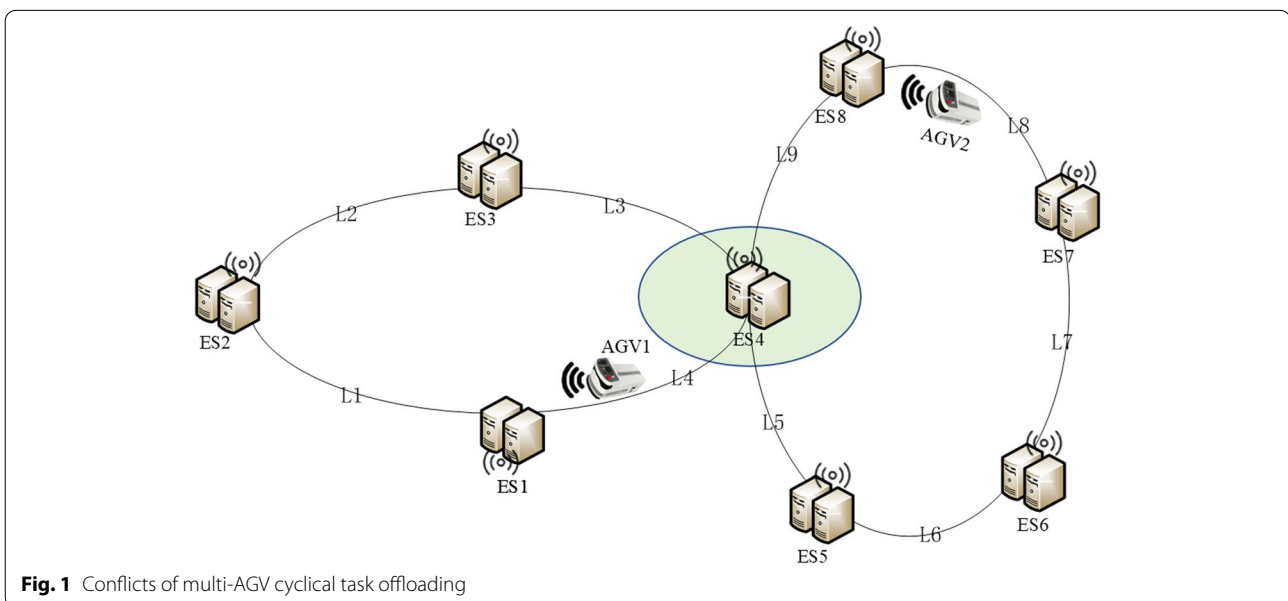 ES8
AGV2
L8
L9
ES3
L2
L3
ES7
ES2
ES4
AGV1
L4
L7
L1
L5
ES1
ES6
ES5
L6
Fig. 1 Conflicts of multi-AGV cyclical task offloading